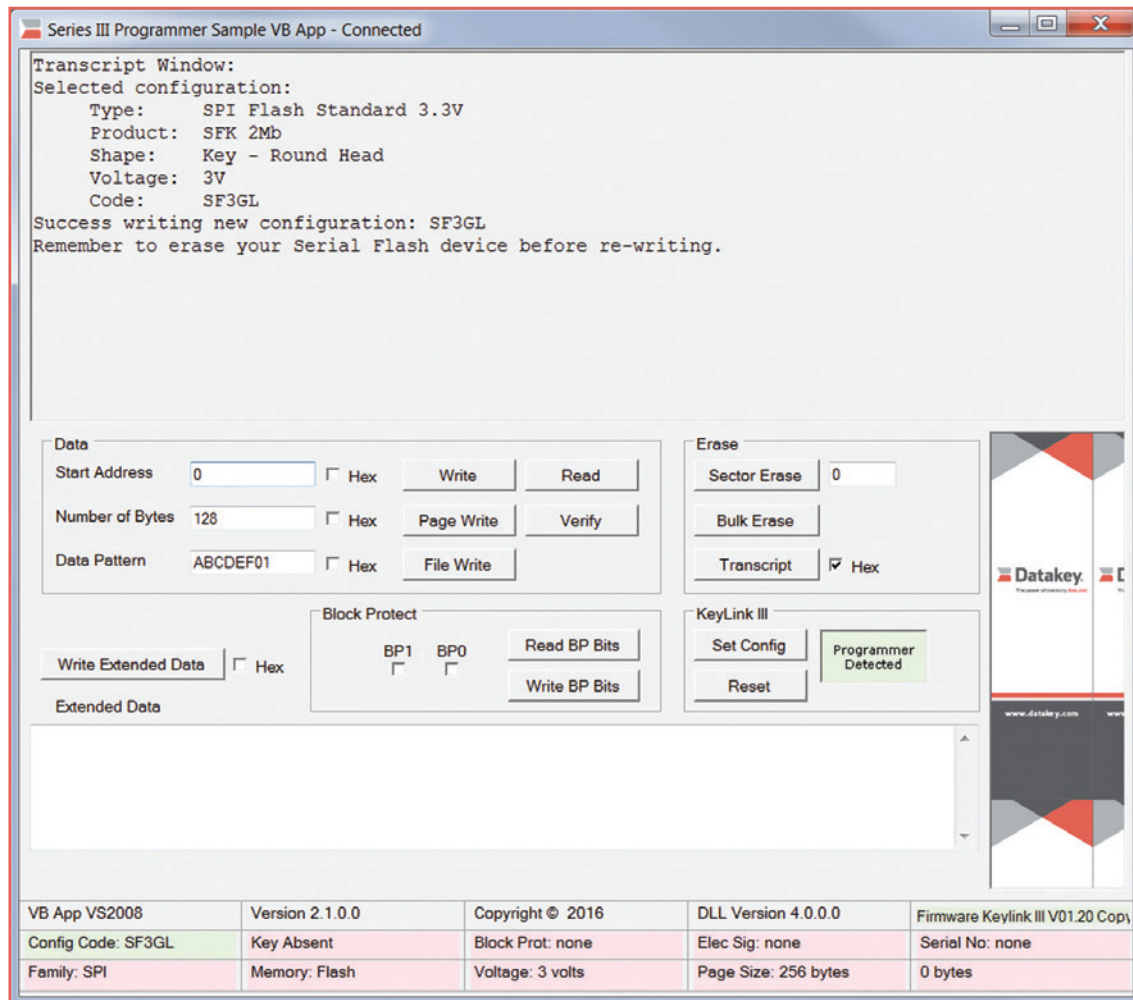 Series III Programmer Sample VB App - Connected
Transcript Window:
Selected configuration:
Type: SPI Flash Standard 3.3V
Product: SFK 2Mb
Shape: Key - Round Head
Voltage: 3V
Code: SF3GL
Success writing new configuration: SF3GL
Remember to erase your Serial Flash device before re-writing.
Data
Start Address 0 Hex Write Read
Number of Bytes 128 Hex Page Write Verify
Data Pattern ABCDEF01 Hex File Write
Erase
Sector Erase 0
Bulk Erase
Transcript Hex
Write Extended Data Hex
Extended Data
Block Protect
BP1 BP0 Read BP Bits
Write BP Bits
KeyLink III
Set Config Programmer
Detected
Reset
Datakey.
www.datakey.com www
VB App VS2008 Version 2.1.0.0 Copyright © 2016 DLL Version 4.0.0.0 Firmware Keylink III V01.20 Copy
Config Code: SF3GL Key Absent Block Prot: none Elec Sig: none Serial No: none
Family: SPI Memory: Flash Voltage: 3 volts Page Size: 256 bytes 0 bytes